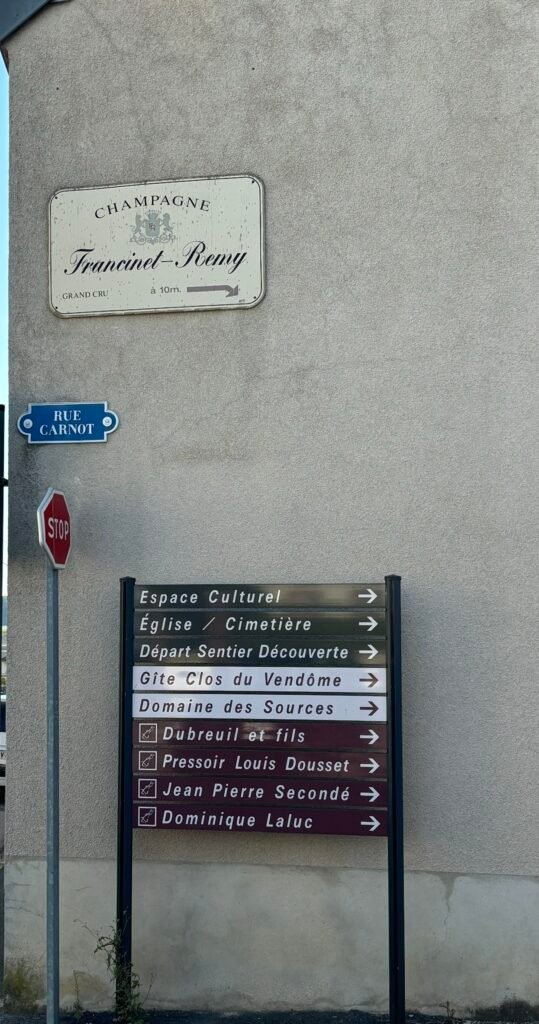 CHAMPAGNE
Francinet-Remy
GRAND CRU à 10m.
RUE
CARNOT
STOP
Espace Culturel
Église / Cimetière
Départ Sentier Découverte
Gîte Clos du Vendôme
Domaine des Sources
Dubreuil et fils
Pressoir Louis Dousset
Jean Pierre Secondé
Dominique Laluc